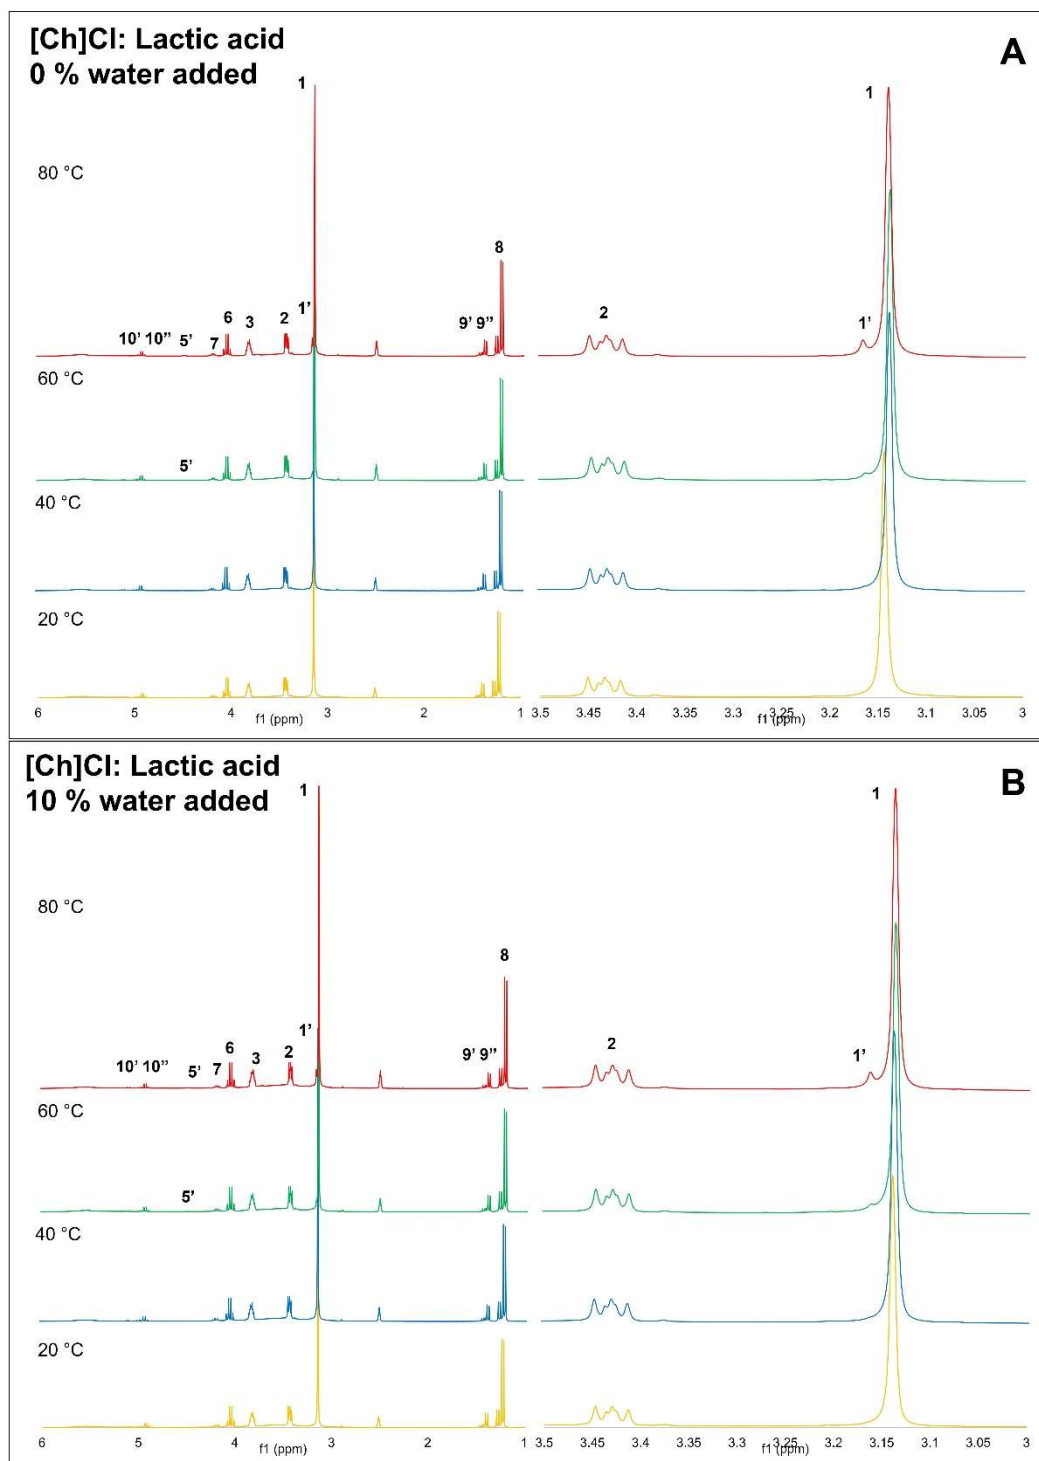 [Ch]Cl: Lactic acid
0 % water added
A
1
1
80 °C
8
10’ 10” 5’ 7 6 3 2 1’ 9’ 9”
2 1’
60 °C
5’
40 °C
20 °C
6 5 4 3 2 1
f1 (ppm)
3.5 3.45 3.4 3.35 3.3 3.25 3.2 3.15 3.1 3.05 3
f1 (ppm)
[Ch]Cl: Lactic acid
10 % water added
B
1
1
80 °C
8
10’ 10” 5’ 7 6 3 2 1’ 9’ 9”
2 1’
60 °C
5’
40 °C
20 °C
6 5 4 3 2 1
f1 (ppm)
3.5 3.45 3.4 3.35 3.3 3.25 3.2 3.15 3.1 3.05 3
f1 (ppm)